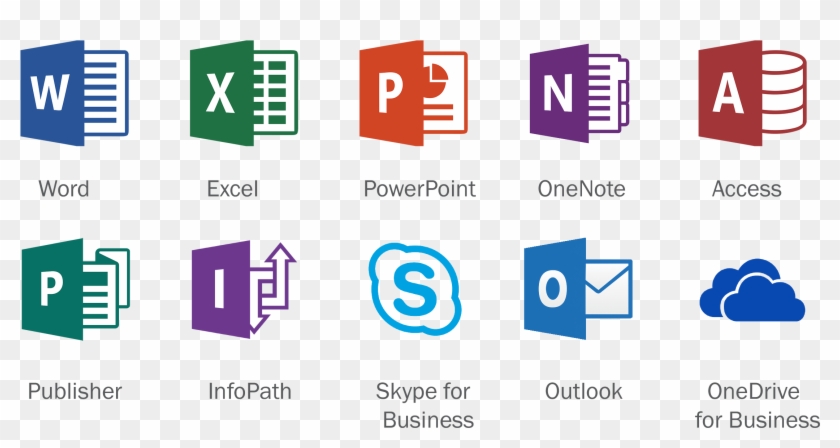 W X P N A
Word Excel PowerPoint OneNote Access
P I S O
Publisher InfoPath Skype for Outlook OneDrive
Business for Business